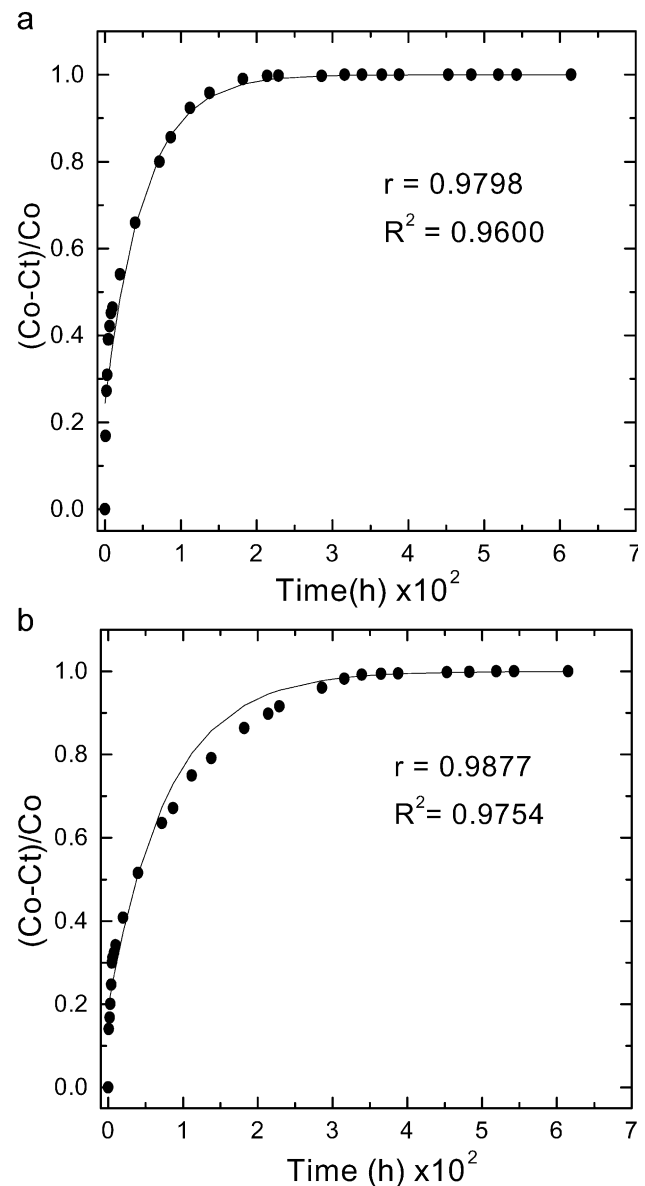 a
1.0
0.8
0.6
0.4
0.2
0.0
(Co-Ct)/Co
r = 0.9798
R² = 0.9600
0 1 2 3 4 5 6 7
Time(h) x10²
b
1.0
0.8
0.6
0.4
0.2
0.0
(Co-Ct)/Co
r = 0.9877
R²= 0.9754
0 1 2 3 4 5 6 7
Time (h) x10²